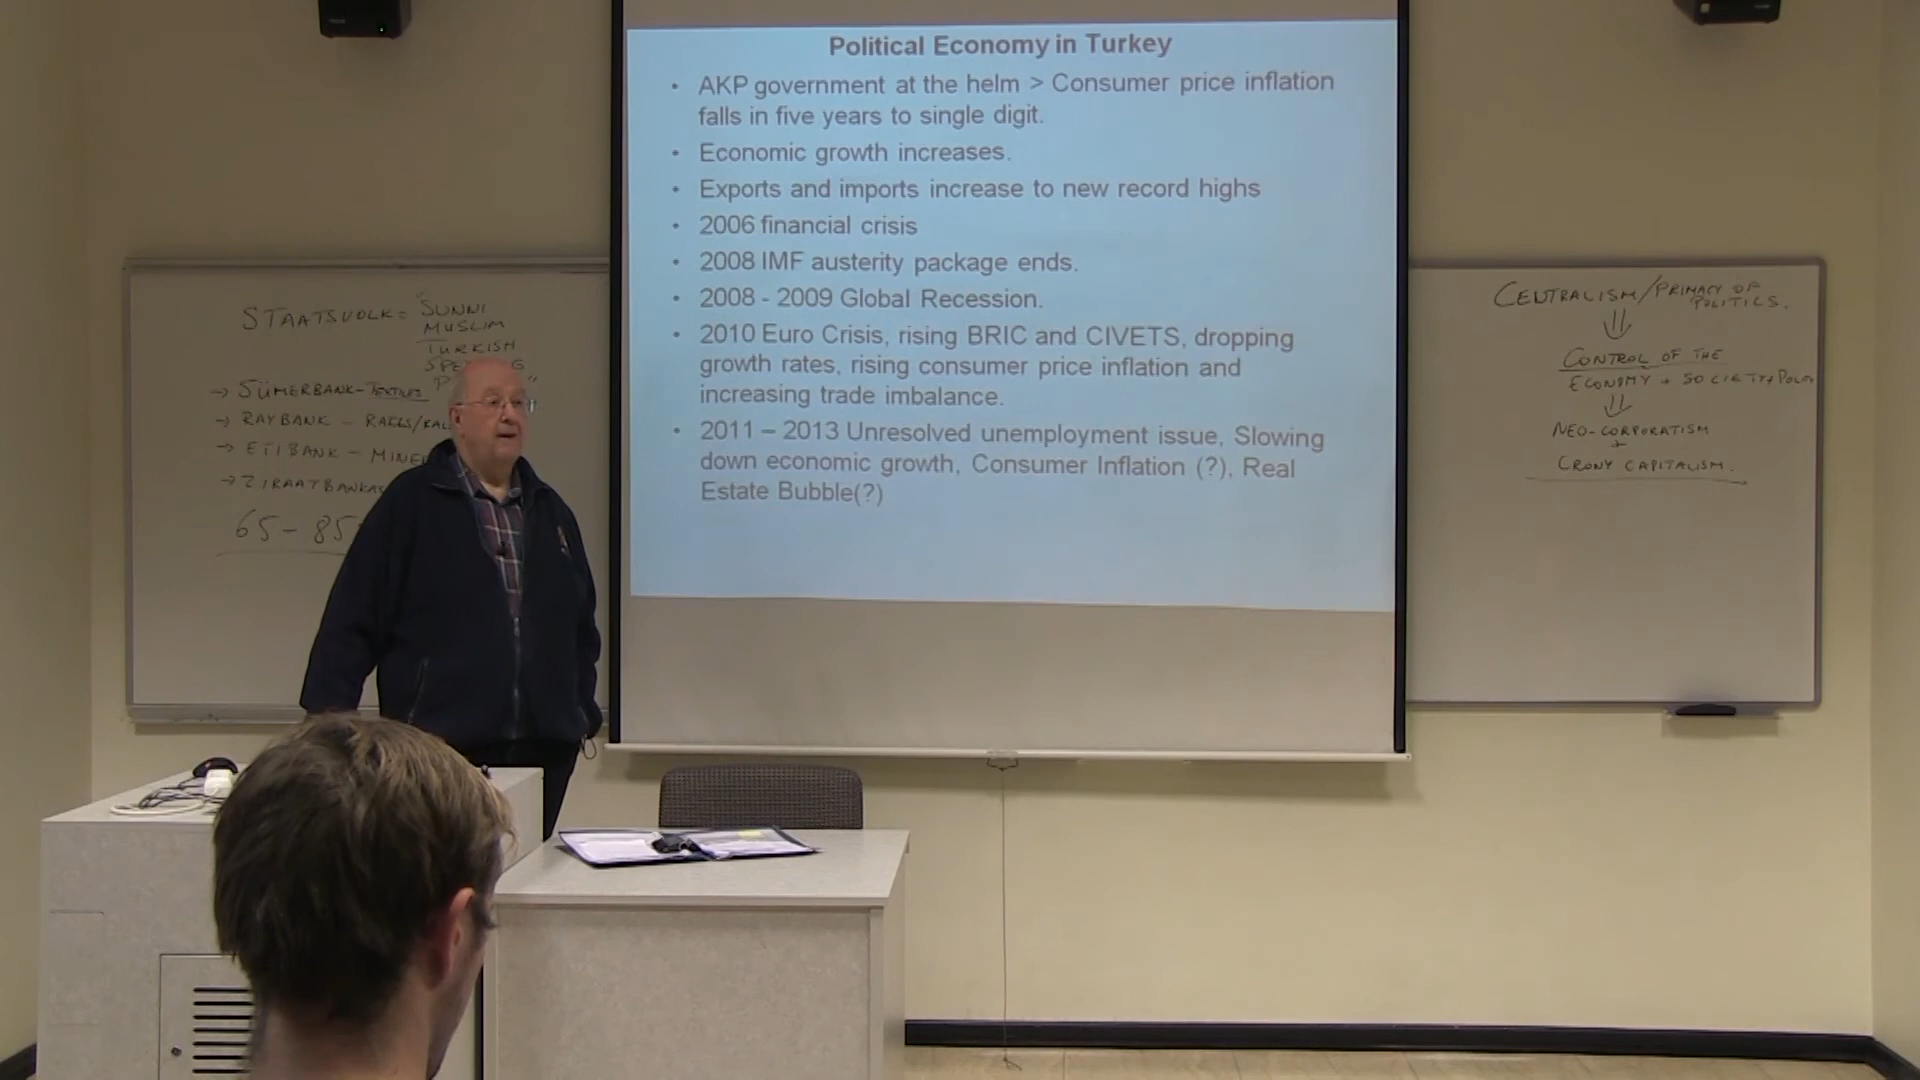 Political Economy in Turkey
• AKP government at the helm > Consumer price inflation
falls in five years to single digit.
• Economic growth increases.
• Exports and imports increase to new record highs
• 2006 financial crisis
• 2008 IMF austerity package ends.
• 2008 - 2009 Global Recession.
• 2010 Euro Crisis, rising BRIC and CIVETS, dropping
growth rates, rising consumer price inflation and
increasing trade imbalance.
• 2011 – 2013 Unresolved unemployment issue, Slowing
down economic growth, Consumer Inflation (?), Real
Estate Bubble(?)
STAATSVOLK = "SUNNI
MUSLIM
TURKISH
→ SÜMERBANK - TEXTILES
→ RAYBANK - RAILS/
→ ETIBANK -
→ ZIRAATBANKAS
65 - 85
CENTRALISM/PRIMACY OF
POLITICS.
⇓
CONTROL OF THE
ECONOMY + SOCIETY +
⇓
NEO-CORPORATISM
+
CRONY CAPITALISM.